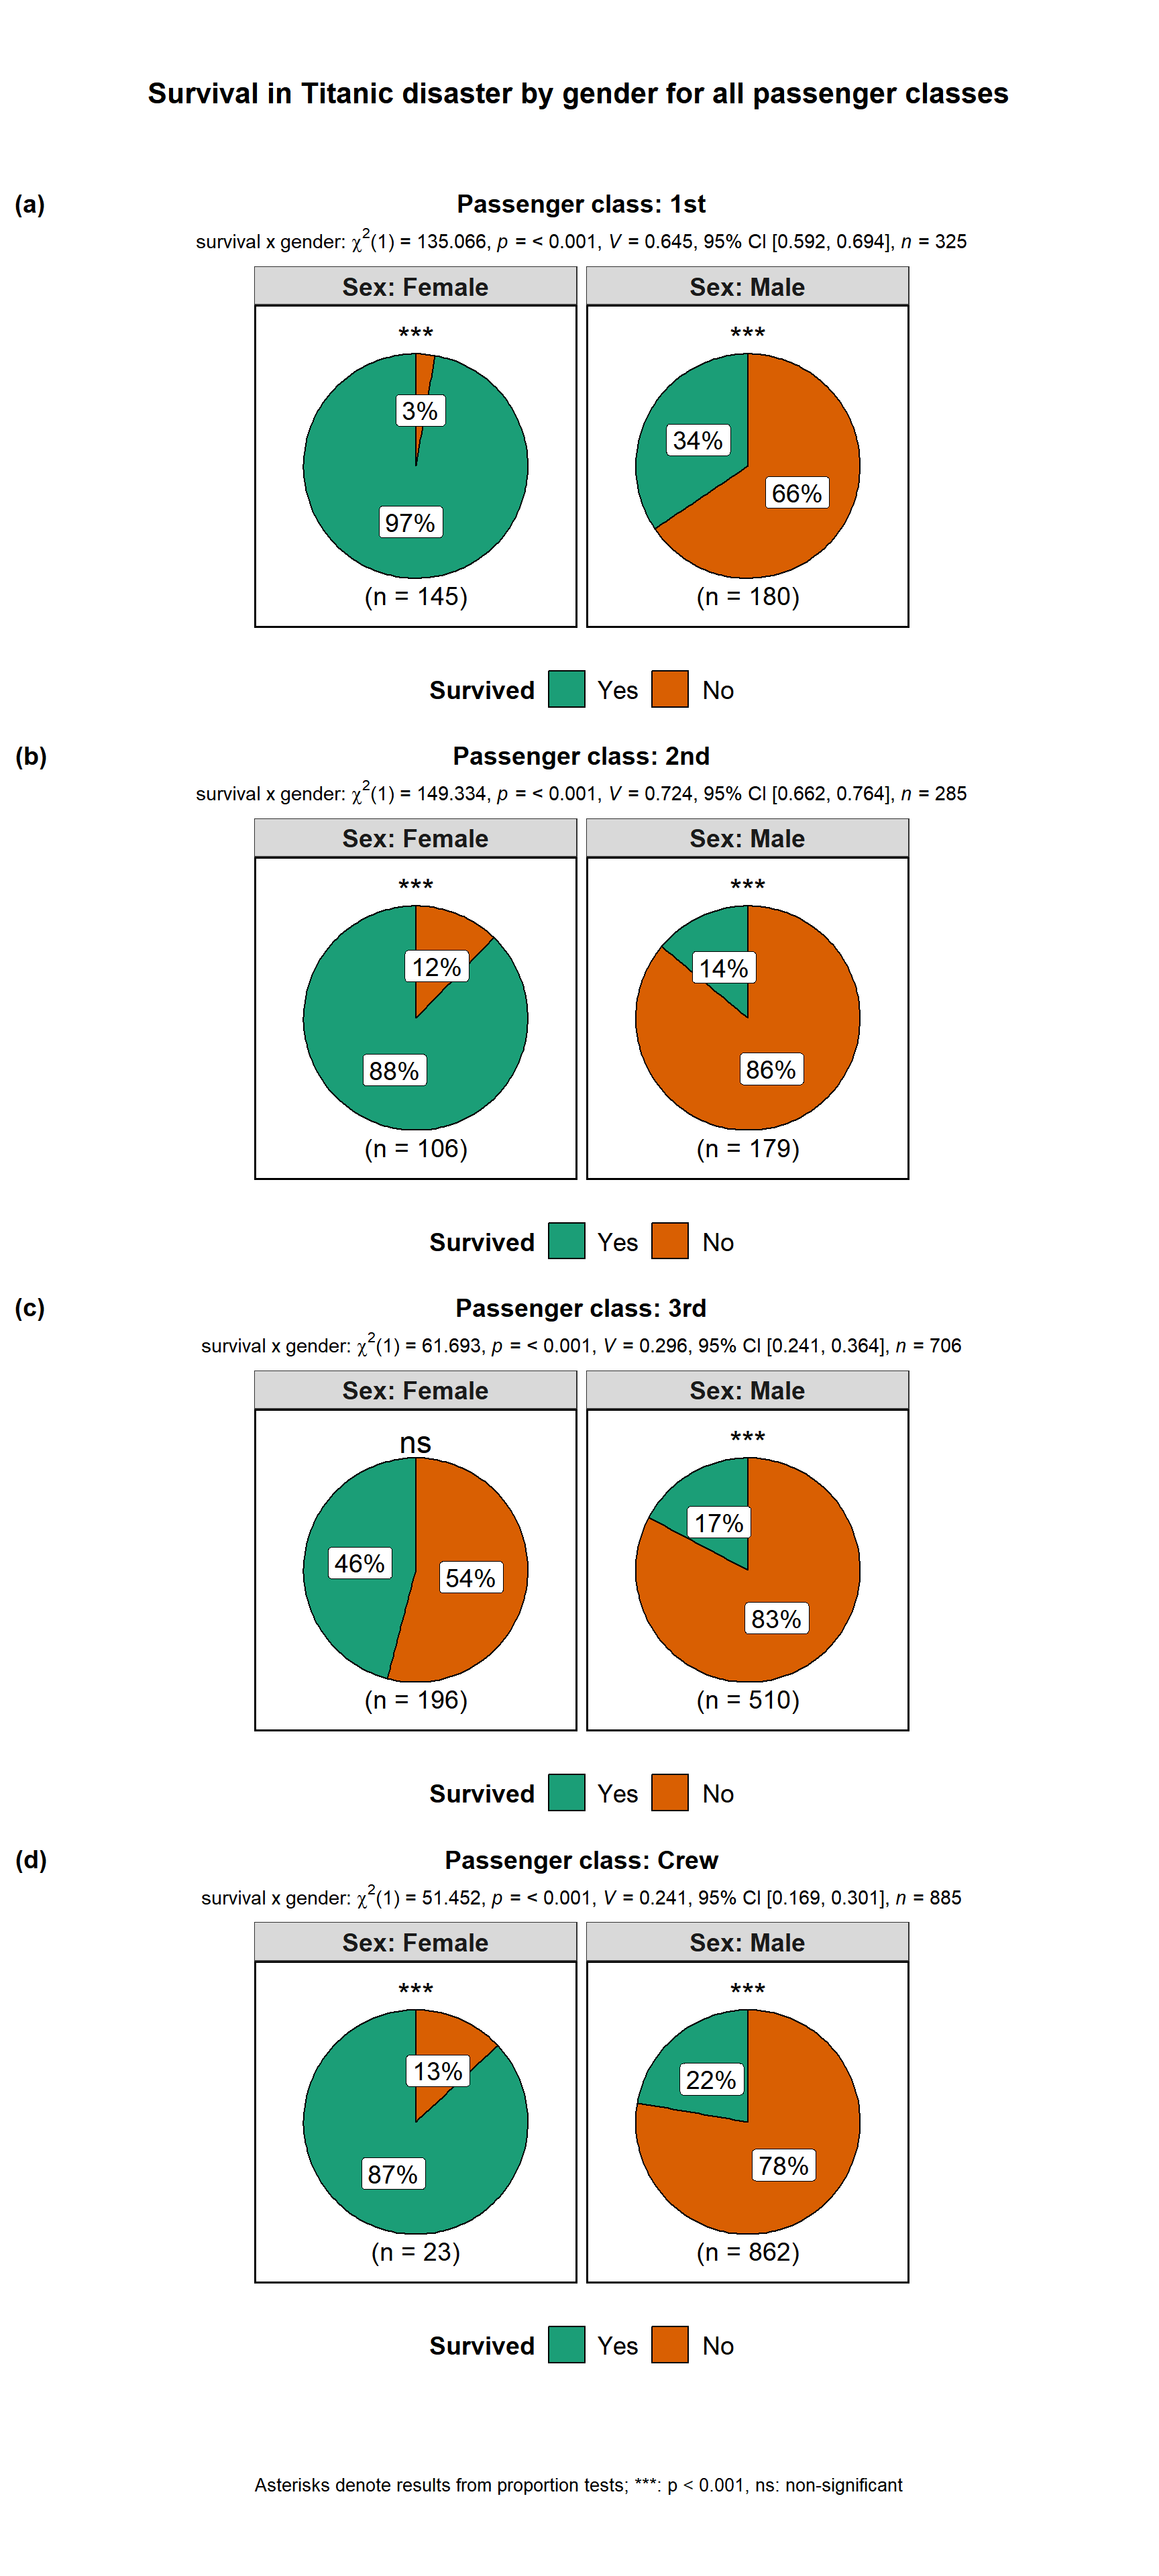 Survival in Titanic disaster by gender for all passenger classes
(a)
Passenger class: 1st
survival x gender: χ2(1) = 135.066, p = < 0.001, V = 0.645, 95% CI [0.592, 0.694], n = 325
Sex: Female
Sex: Male
***
***
3%
34%
66%
97%
(n = 145)
(n = 180)
Survived Yes No
(b)
Passenger class: 2nd
survival x gender: χ2(1) = 149.334, p = < 0.001, V = 0.724, 95% CI [0.662, 0.764], n = 285
Sex: Female
Sex: Male
***
***
12%
14%
88%
86%
(n = 106)
(n = 179)
Survived Yes No
(c)
Passenger class: 3rd
survival x gender: χ2(1) = 61.693, p = < 0.001, V = 0.296, 95% CI [0.241, 0.364], n = 706
Sex: Female
Sex: Male
ns
***
46%
54%
17%
83%
(n = 196)
(n = 510)
Survived Yes No
(d)
Passenger class: Crew
survival x gender: χ2(1) = 51.452, p = < 0.001, V = 0.241, 95% CI [0.169, 0.301], n = 885
Sex: Female
Sex: Male
***
***
13%
22%
87%
78%
(n = 23)
(n = 862)
Survived Yes No
Asterisks denote results from proportion tests; ***: p < 0.001, ns: non-significant